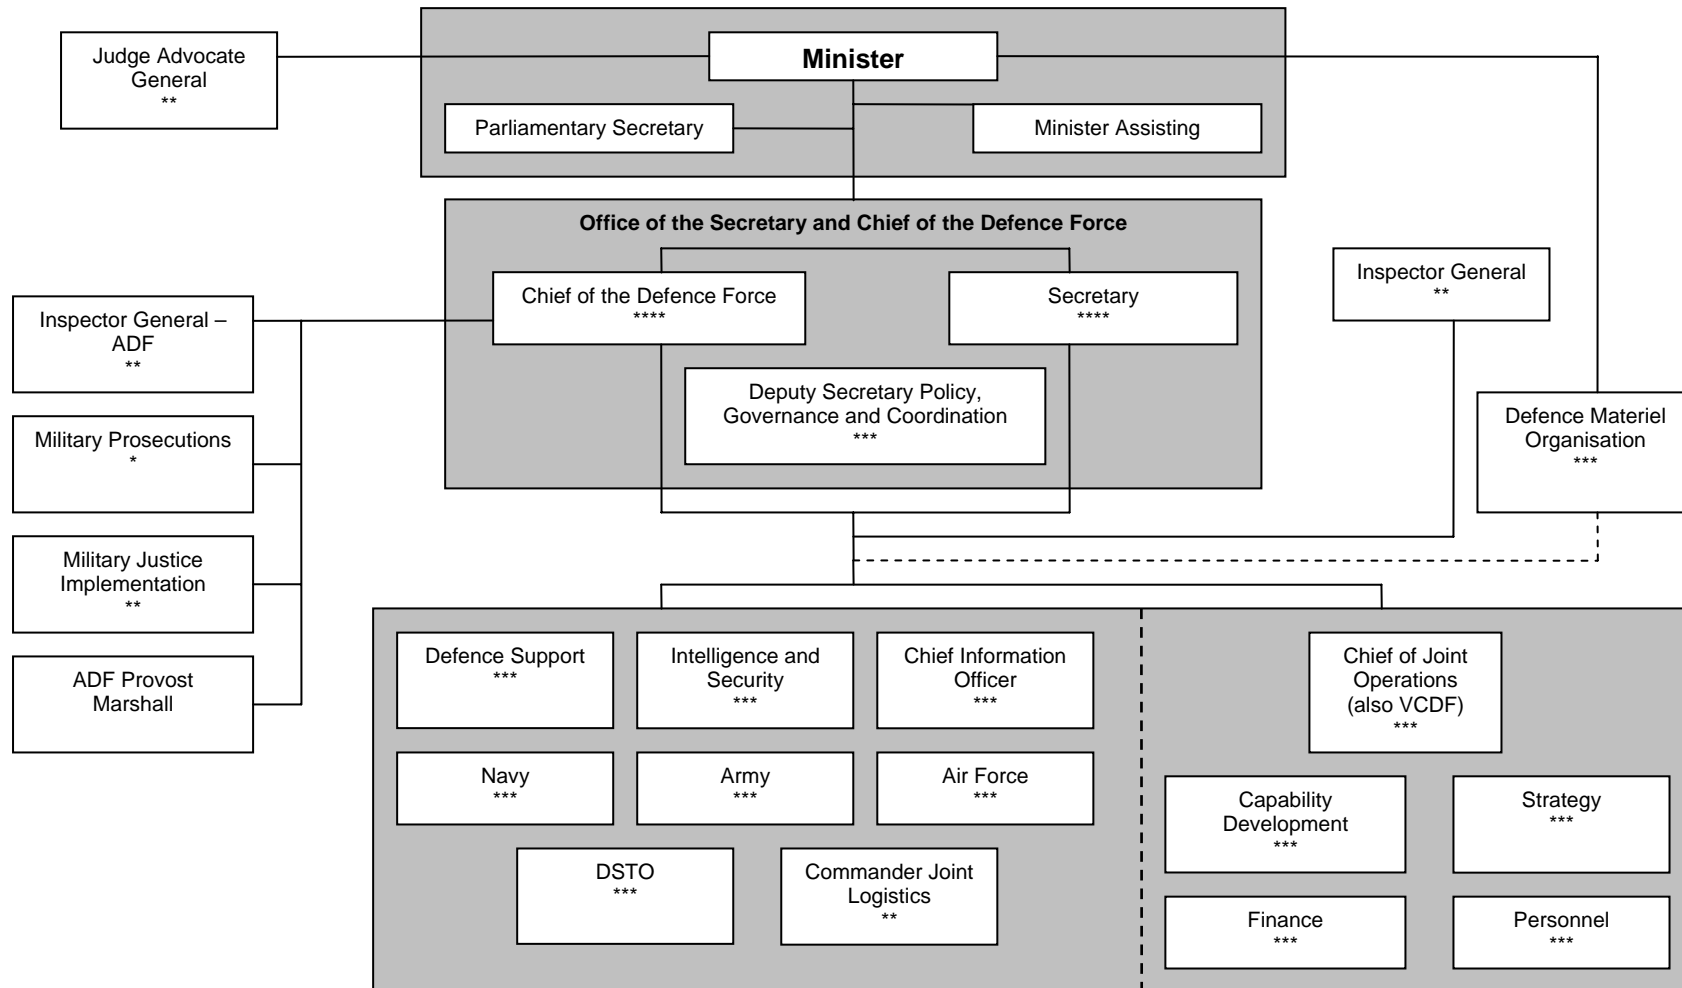 Judge Advocate
General
**
Minister
Parliamentary Secretary
Minister Assisting
Office of the Secretary and Chief of the Defence Force
Chief of the Defence Force
****
Secretary
****
Inspector General
**
Inspector General –
ADF
**
Deputy Secretary Policy,
Governance and Coordination
***
Defence Materiel
Organisation
***
Military Prosecutions
*
Military Justice
Implementation
**
ADF Provost
Marshall
Defence Support
***
Intelligence and
Security
***
Chief Information
Officer
***
Navy
***
Army
***
Air Force
***
DSTO
***
Commander Joint
Logistics
**
Chief of Joint
Operations
(also VCDF)
***
Capability
Development
***
Strategy
***
Finance
***
Personnel
***